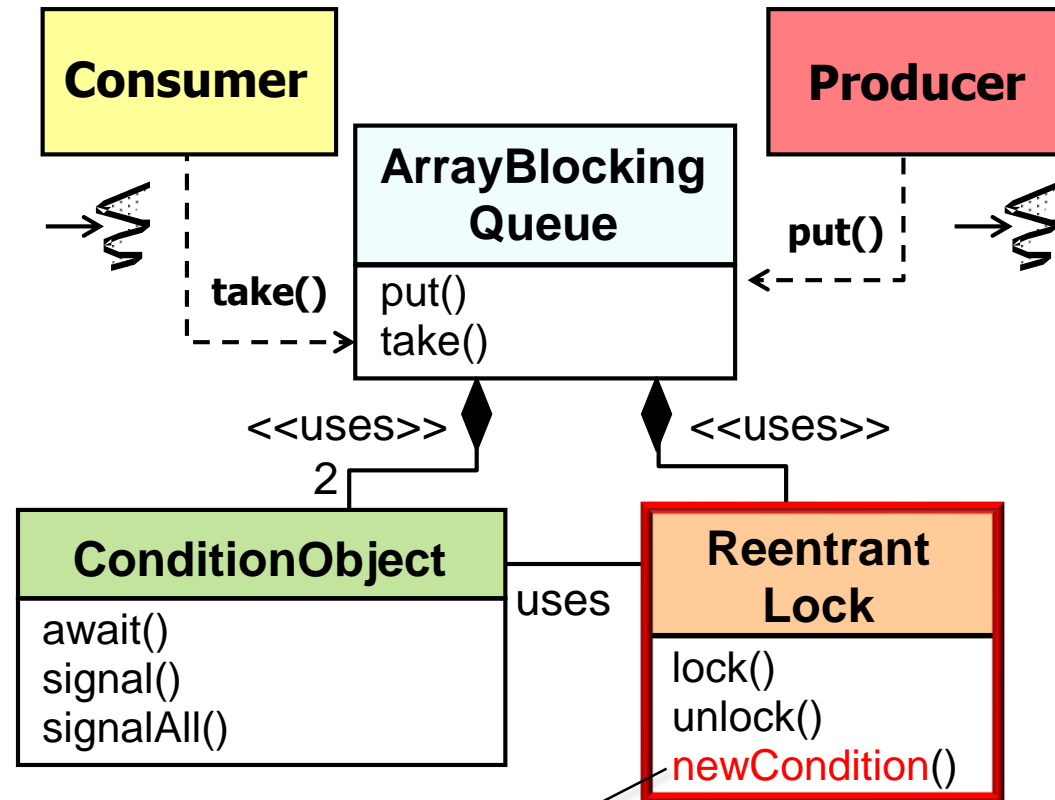 Consumer
Producer
ArrayBlocking
Queue
put()
take()
put()
take()
<<uses>>
<<uses>>
2
ConditionObject
await()
signal()
signalAll()
uses
Reentrant
Lock
lock()
unlock()
newCondition()